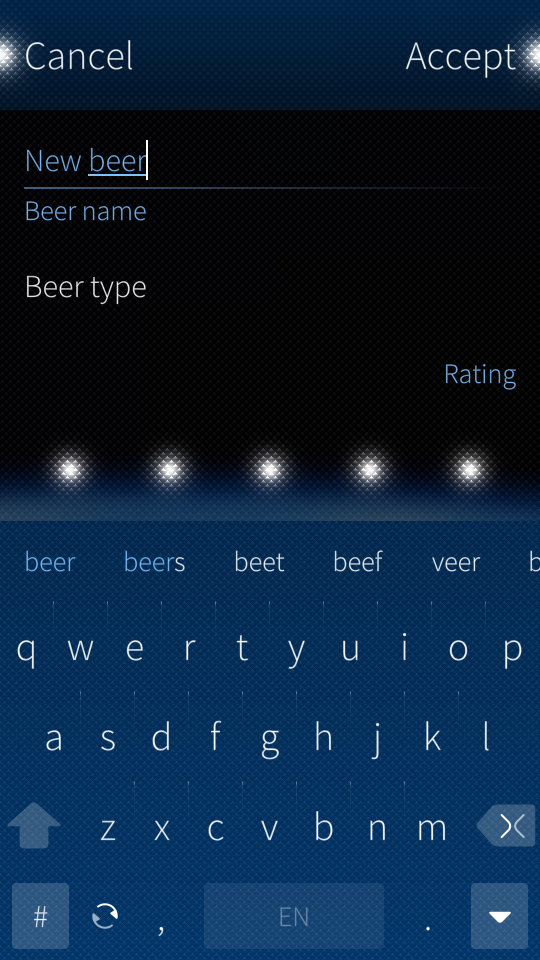 Cancel Accept
New beer
Beer name
Beer type
Rating
beer beers beet beef veer b
q w e r t y u i o p
a s d f g h j k l
z x c v b n m
# , EN .